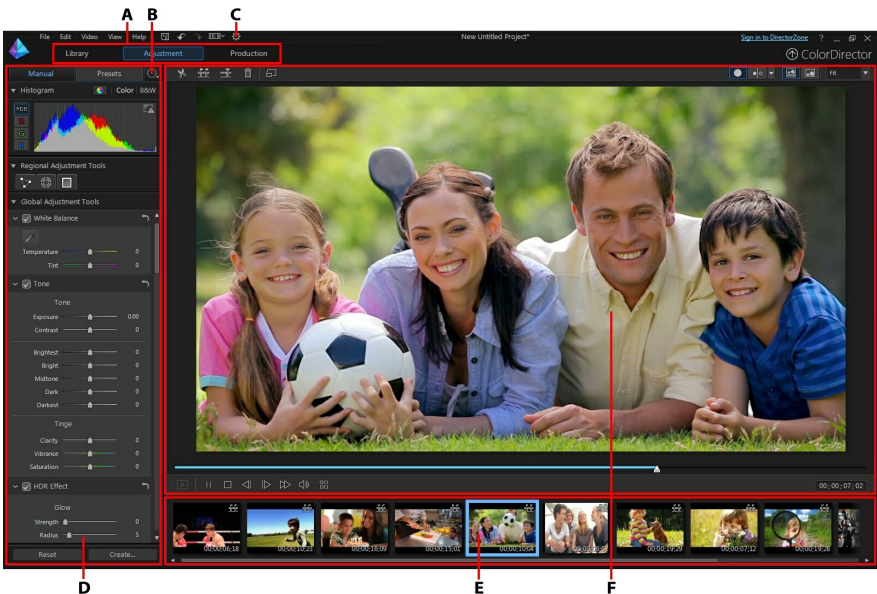 A B C
File Edit Video View Help New Untitled Project* Sign in to DirectorZone ?
Library Adjustment Production ColorDirector
Manual Presets Fit
Histogram Color B&W
RGB
R
G
B
Regional Adjustment Tools
Global Adjustment Tools
White Balance
Temperature 0
Tint 0
Tone
Tone
Exposure 0.00
Contrast 0
Brightest 0
Bright 0
Midtone 0
Dark 0
Darkest 0
Tinge
Clarity 0
Vibrance 0
Saturation 0
00;00;07;02
HDR Effect
Glow
Strength 0
Radius 5
00;00;06;18 00;00;10;23 00;00;16;09 00;00;15;01 00;00;10;04 00;00;19;29 00;00;07;12 00;00;19;28
Reset Create...
D E F